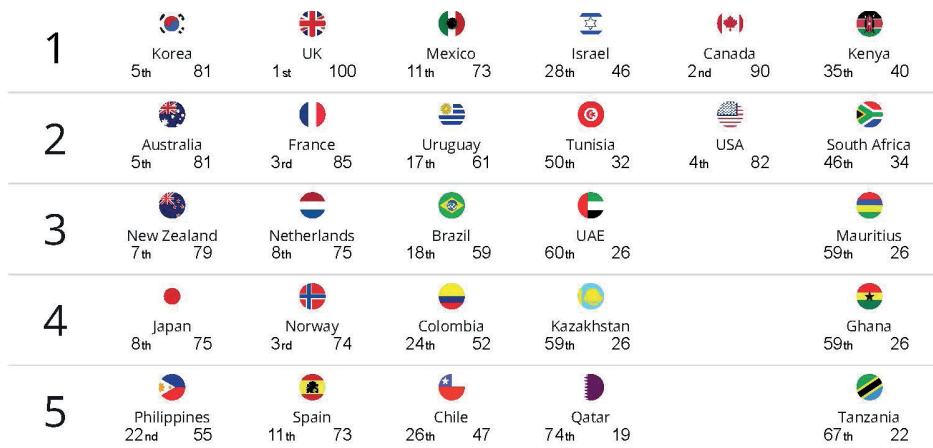 1
Korea UK Mexico Israel Canada Kenya
5th 81 1st 100 11th 73 28th 46 2nd 90 35th 40
2
Australia France Uruguay Tunisia USA South Africa
5th 81 3rd 85 17th 61 50th 32 4th 82 46th 34
3
New Zealand Netherlands Brazil UAE Mauritius
7th 79 8th 75 18th 59 60th 26 59th 26
4
Japan Norway Colombia Kazakhstan Ghana
8th 75 3rd 74 24th 52 59th 26 59th 26
5
Philippines Spain Chile Qatar Tanzania
22nd 55 11th 73 26th 47 74th 19 67th 22